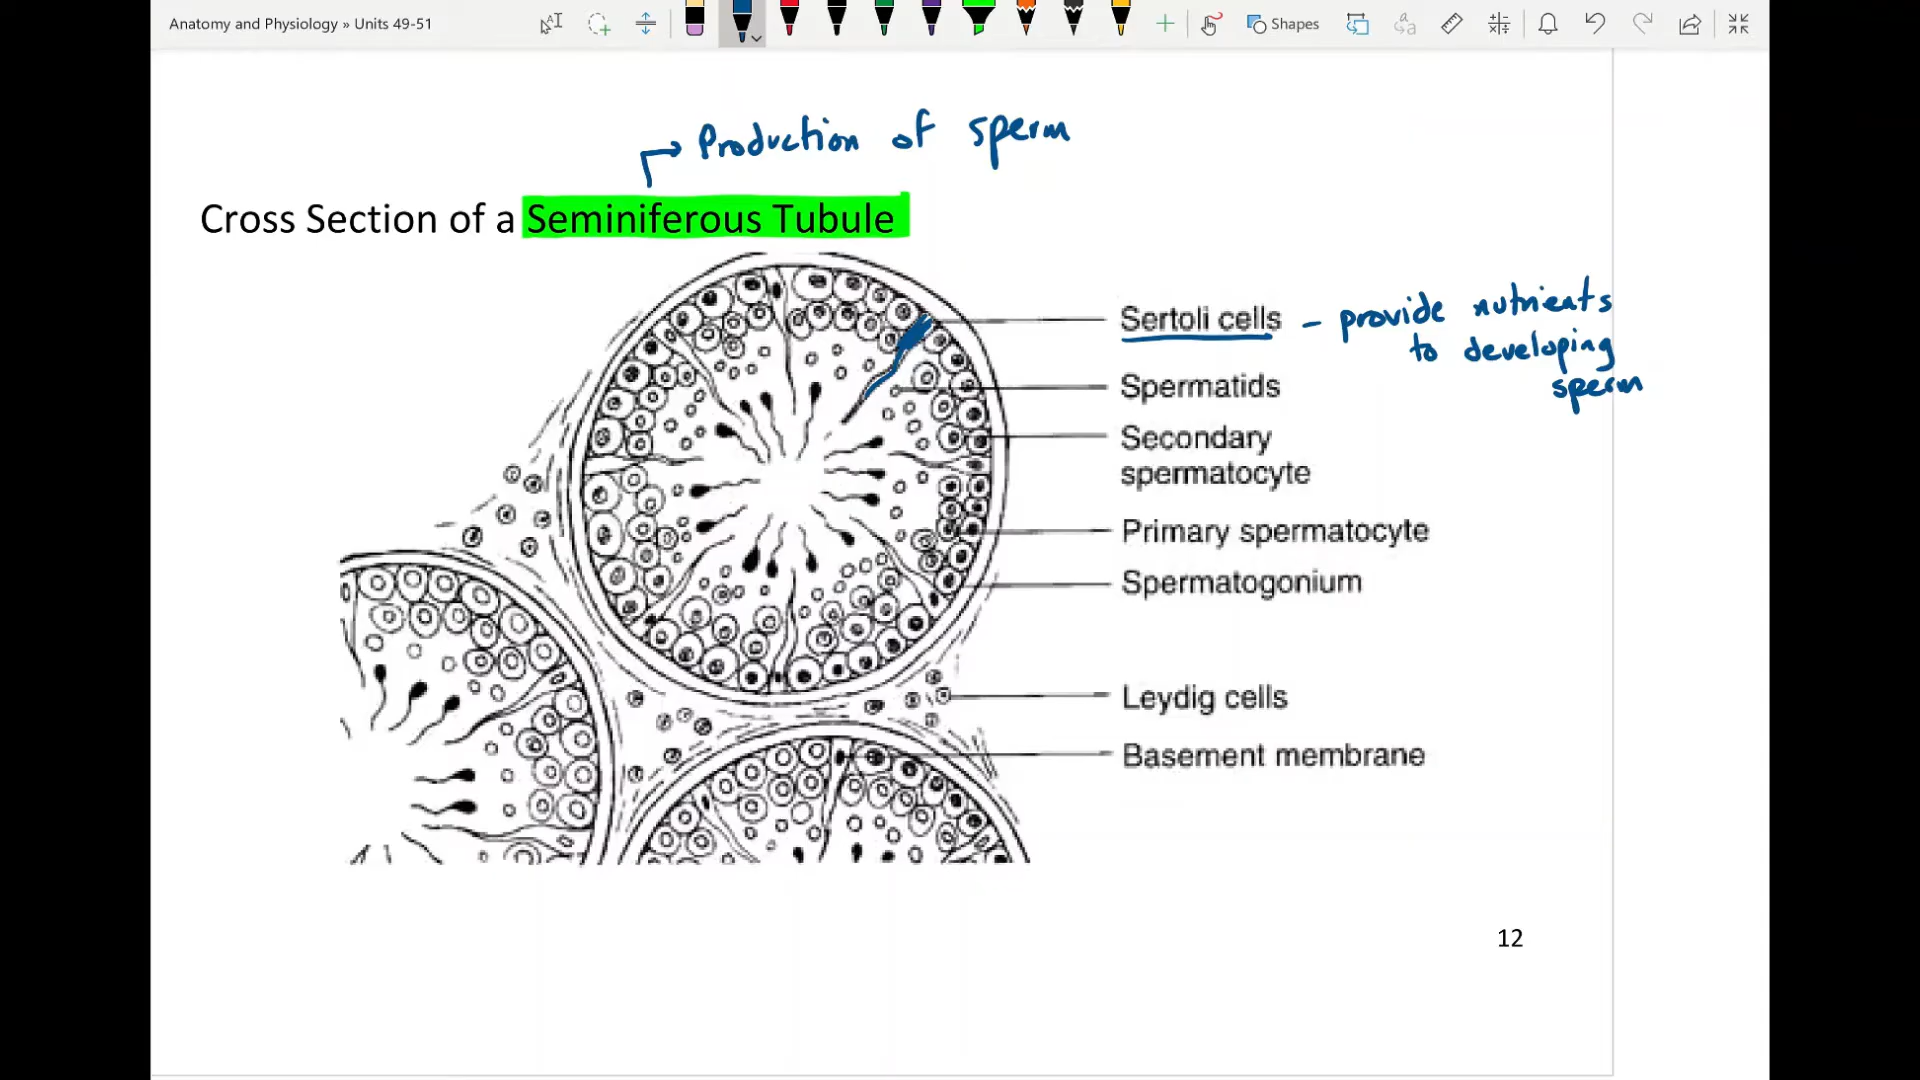 Anatomy and Physiology » Units 49-51
Shapes
Production of sperm
Cross Section of a Seminiferous Tubule
Sertoli cells - provide nutrients
to developing
sperm
Spermatids
Secondary
spermatocyte
Primary spermatocyte
Spermatogonium
Leydig cells
Basement membrane
12